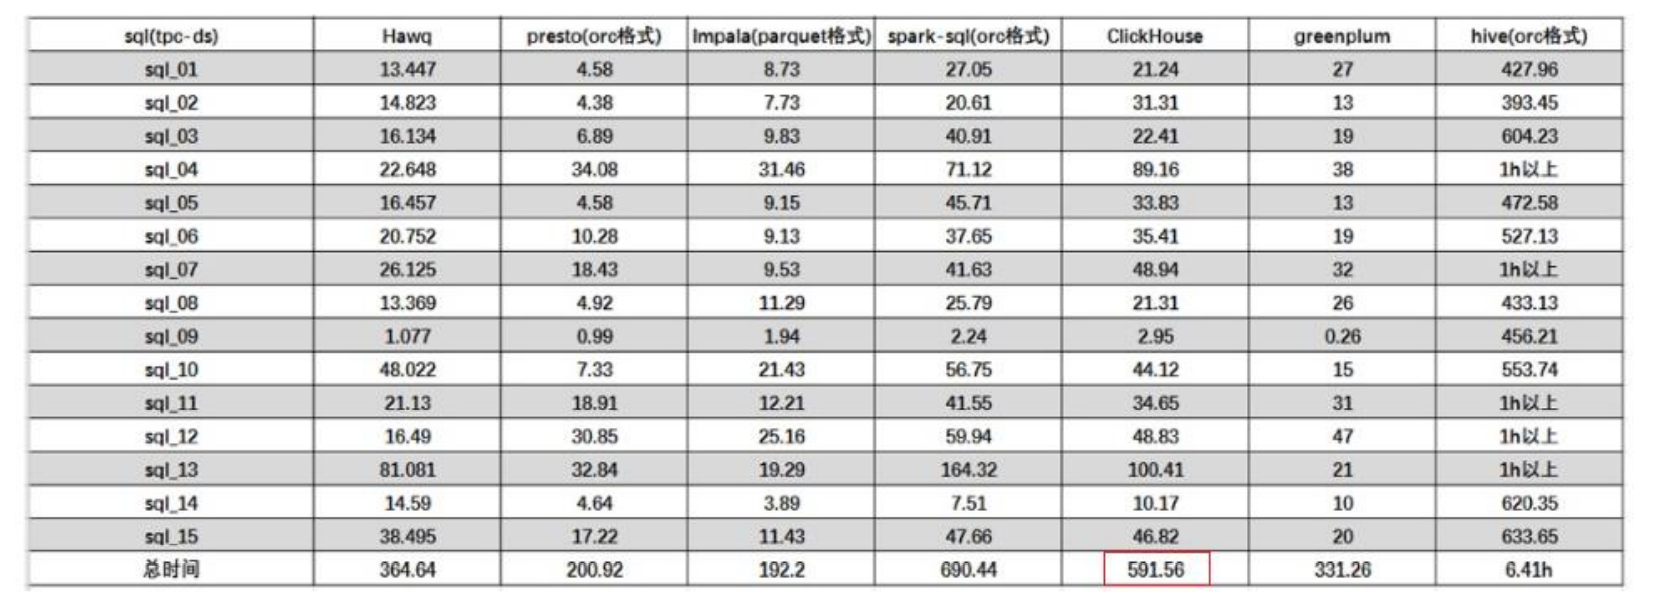 sql(tpc-ds) Hawq presto(orc格式) Impala(parquet格式) spark-sql(orc格式) ClickHouse greenplum hive(orc格式)
sql_01 13.447 4.58 8.73 27.05 21.24 27 427.96
sql_02 14.823 4.38 7.73 20.61 31.31 13 393.45
sql_03 16.134 6.89 9.83 40.91 22.41 19 604.23
sql_04 22.648 34.08 31.46 71.12 89.16 38 1h以上
sql_05 16.457 4.58 9.15 45.71 33.83 13 472.58
sql_06 20.752 10.28 9.13 37.65 35.41 19 527.13
sql_07 26.125 18.43 9.53 41.63 48.94 32 1h以上
sql_08 13.369 4.92 11.29 25.79 21.31 26 433.13
sql_09 1.077 0.99 1.94 2.24 2.95 0.26 456.21
sql_10 48.022 7.33 21.43 56.75 44.12 15 553.74
sql_11 21.13 18.91 12.21 41.55 34.65 31 1h以上
sql_12 16.49 30.85 25.16 59.94 48.83 47 1h以上
sql_13 81.081 32.84 19.29 164.32 100.41 21 1h以上
sql_14 14.59 4.64 3.89 7.51 10.17 10 620.35
sql_15 38.495 17.22 11.43 47.66 46.82 20 633.65
总时间 364.64 200.92 192.2 690.44 591.56 331.26 6.41h